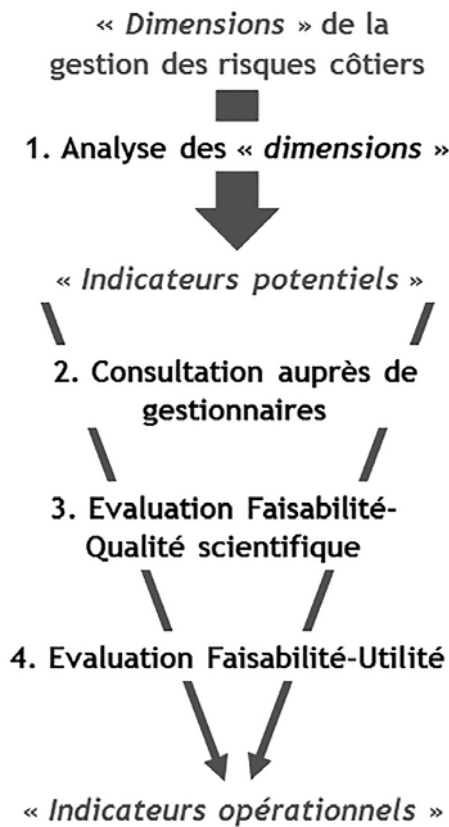 « Dimensions » de la
gestion des risques côtiers
1. Analyse des « dimensions »
« Indicateurs potentiels »
2. Consultation auprès de
gestionnaires
3. Evaluation Faisabilité-
Qualité scientifique
4. Evaluation Faisabilité-Utilité
« Indicateurs opérationnels »